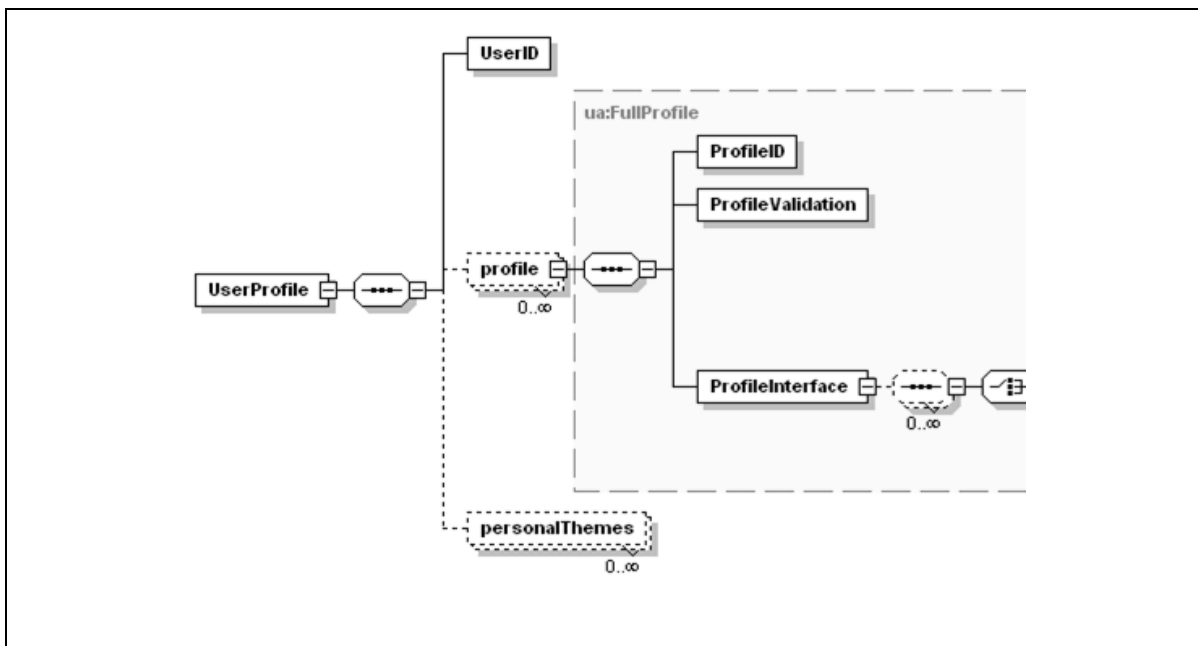 UserID
ua:FullProfile
ProfileID
ProfileValidation
profile
0..∞
UserProfile
ProfileInterface
0..∞
personalThemes
0..∞